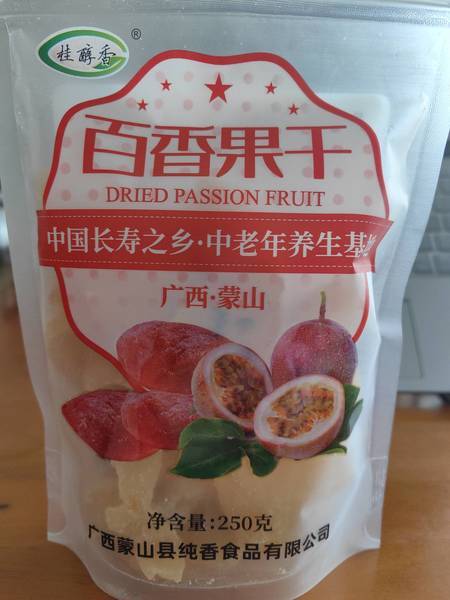 桂醇香®
百香果干
DRIED PASSION FRUIT
中国长寿之乡·中老年养生基地
广西·蒙山
净含量:250克
广西蒙山县纯香食品有限公司